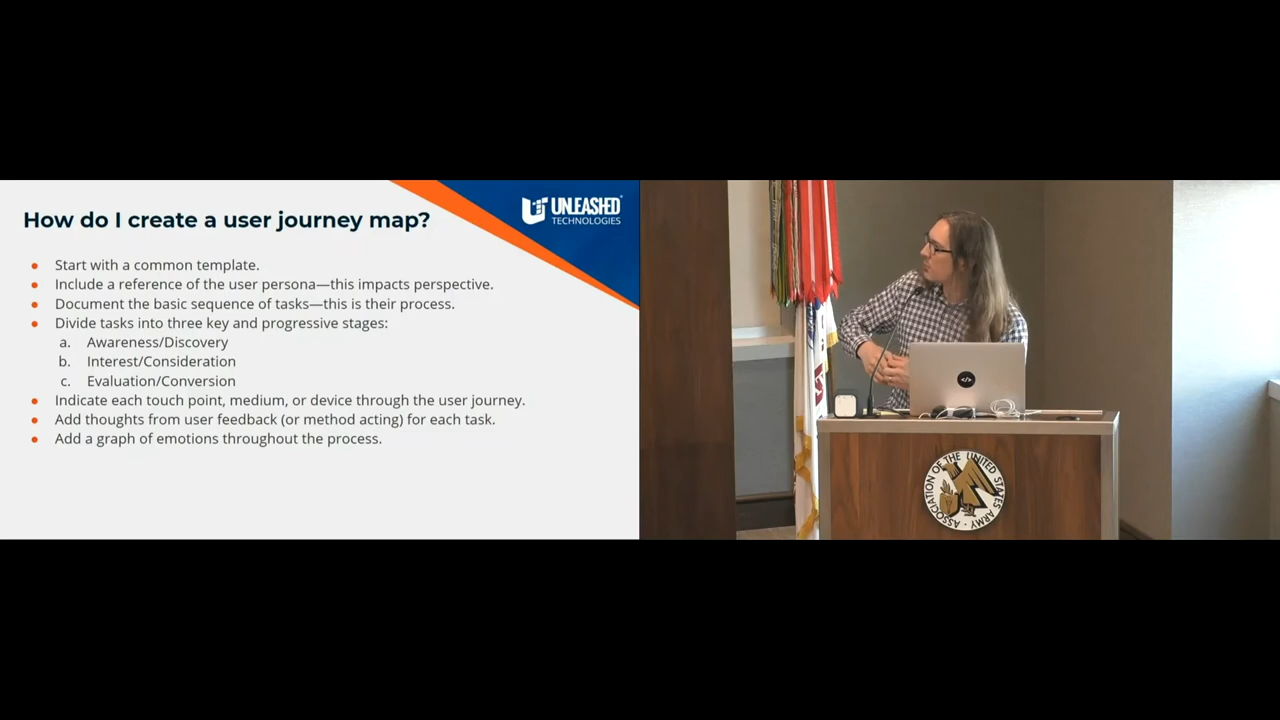 How do I create a user journey map?
UNLEASHED
TECHNOLOGIES
● Start with a common template.
● Include a reference of the user persona—this impacts perspective.
● Document the basic sequence of tasks—this is their process.
● Divide tasks into three key and progressive stages:
a. Awareness/Discovery
b. Interest/Consideration
c. Evaluation/Conversion
● Indicate each touch point, medium, or device through the user journey.
● Add thoughts from user feedback (or method acting) for each task.
● Add a graph of emotions throughout the process.
</>
ASSOCIATION OF THE UNITED STATES ARMY